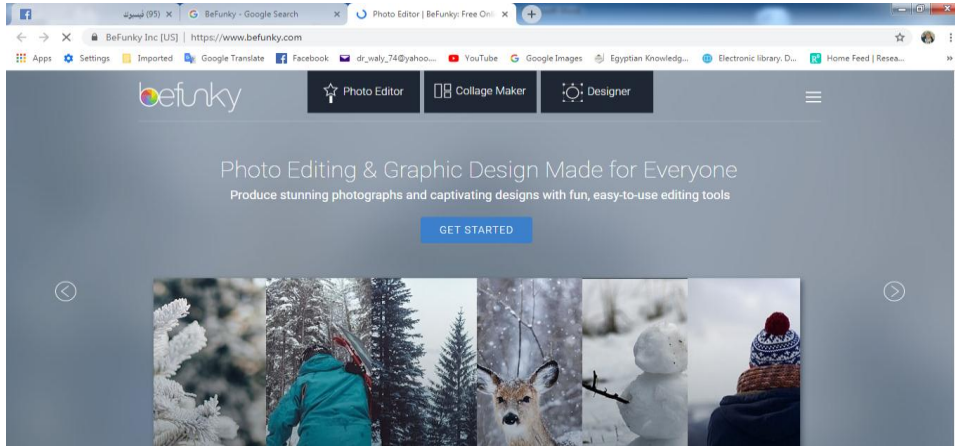 (95) فيسبوك
BeFunky - Google Search
Photo Editor | BeFunky: Free Onli
BeFunky Inc [US] | https://www.befunky.com
Apps Settings Imported Google Translate Facebook dr_waly_74@yahoo.... YouTube Google Images Egyptian Knowledg... Electronic library. D... Home Feed | Resea... »
befunky Photo Editor Collage Maker Designer
Photo Editing & Graphic Design Made for Everyone
Produce stunning photographs and captivating designs with fun, easy-to-use editing tools
GET STARTED